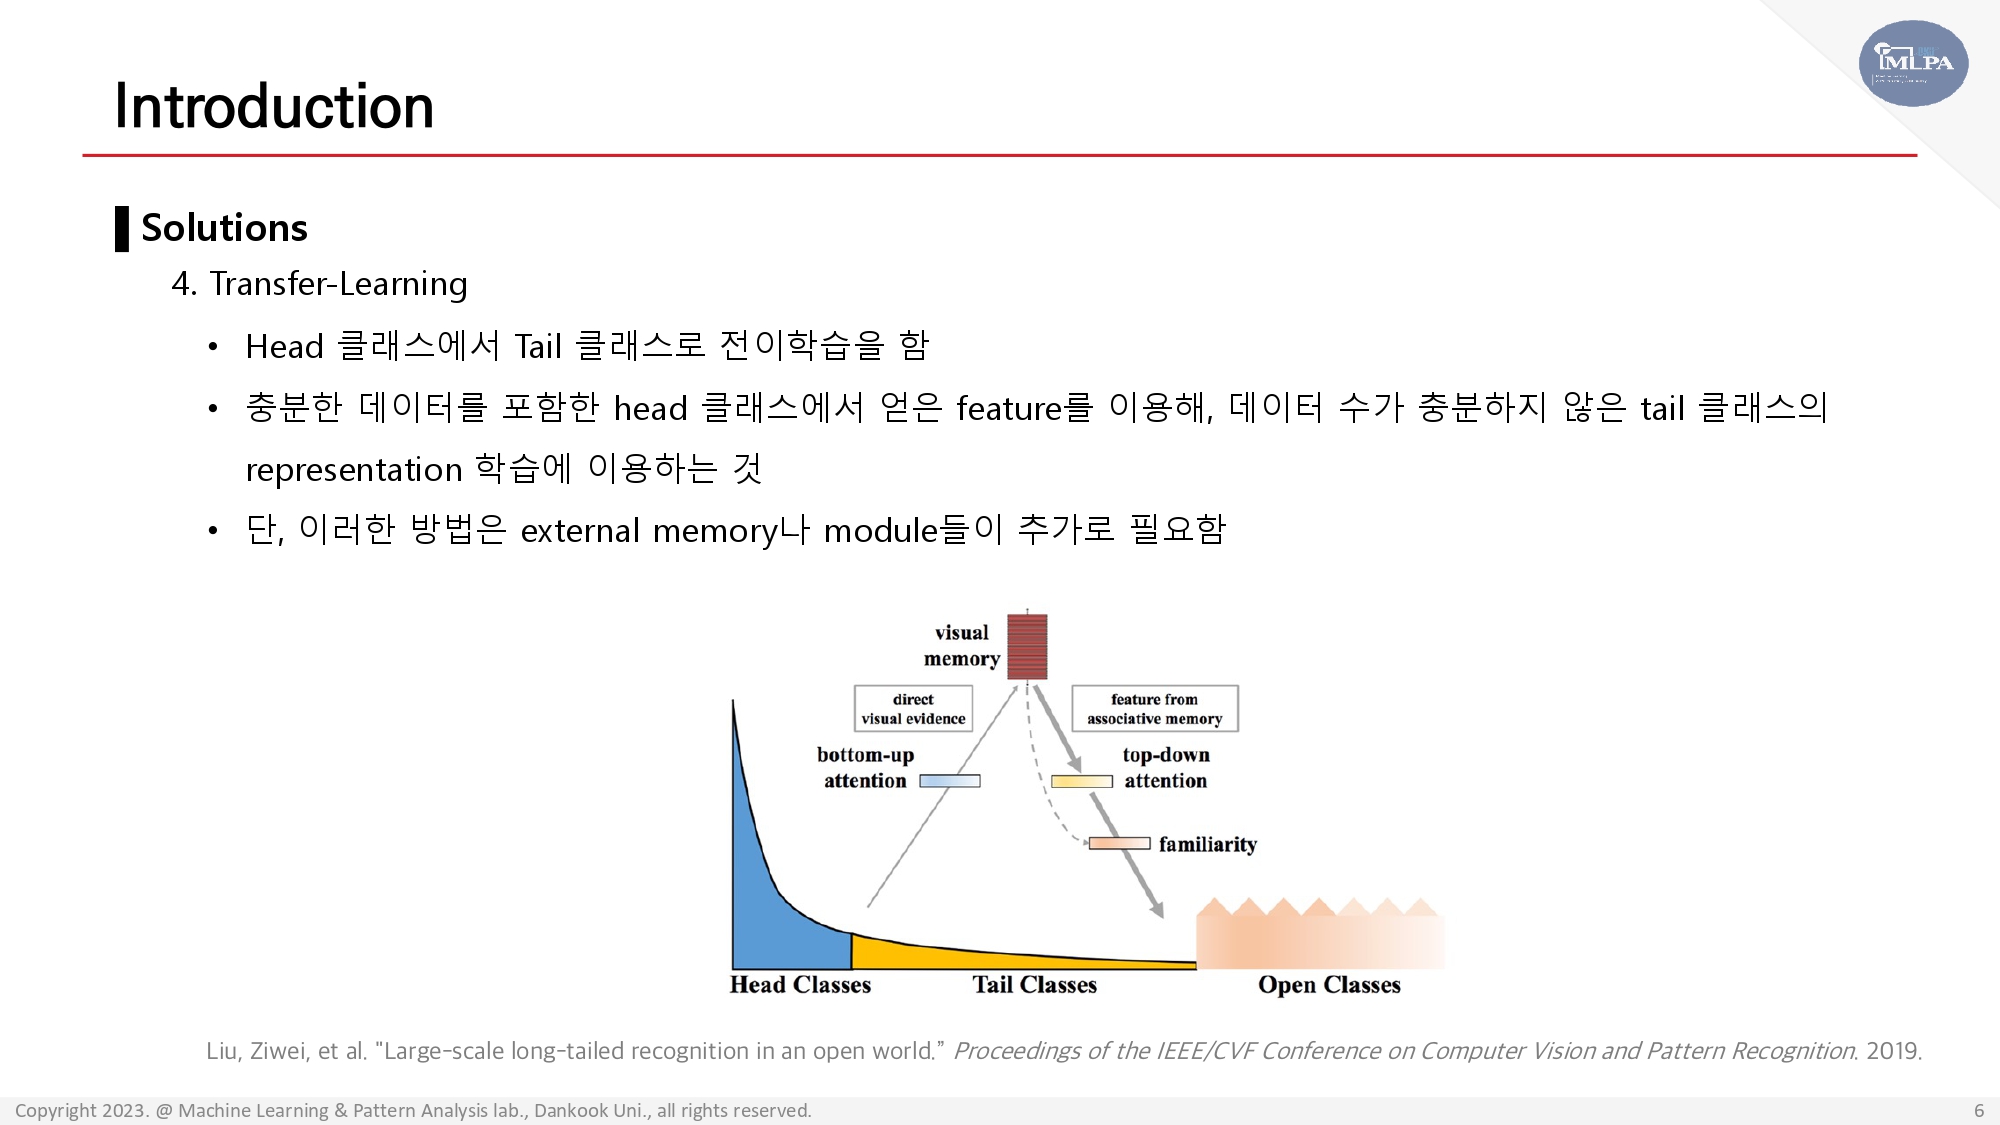 MLPA
Introduction
Solutions
4. Transfer-Learning
• Head 클래스에서 Tail 클래스로 전이학습을 함
• 충분한 데이터를 포함한 head 클래스에서 얻은 feature를 이용해, 데이터 수가 충분하지 않은 tail 클래스의
representation 학습에 이용하는 것
• 단, 이러한 방법은 external memory나 module들이 추가로 필요함
visual
memory
direct
visual evidence
feature from
associative memory
bottom-up
attention
top-down
attention
familiarity
Head Classes
Tail Classes
Open Classes
Liu, Ziwei, et al. "Large-scale long-tailed recognition in an open world.” Proceedings of the IEEE/CVF Conference on Computer Vision and Pattern Recognition. 2019.
Copyright 2023. @ Machine Learning & Pattern Analysis lab., Dankook Uni., all rights reserved.
6